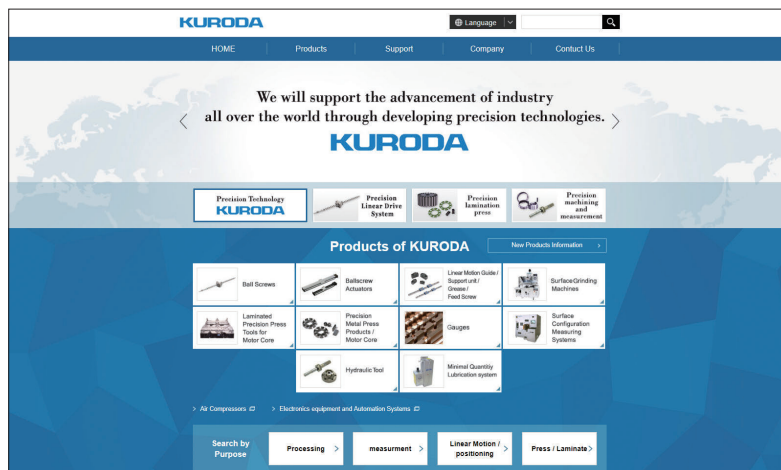 KURODA
Language
HOME
Products
Support
Company
Contuct Us
We will support the advancement of industry
all over the world through developing precision technologies.
KURODA
Precision Technology
KURODA
Precision
Linear Drive
System
Precision
lamination
press
Precision
machining
and
measurement
Products of KURODA
New Products Information
Ball Screws
Ballscrew
Actuators
Linear Motion Guide /
Support unit /
Grease /
Feed Screw
Surface Grinding
Machines
Laminated
Precision Press
Tools for
Motor Core
Precision
Metal Press
Products /
Motor Core
Gauges
Surface
Configuration
Measuring
Systems
Hydraulic Tool
Minimal Quantitiy
Lubrication system
Air Compressors
Electronics equipment and Automation Systems
Search by
Purpose
Processing
measurment
Linear Motion /
positioning
Press / Laminate